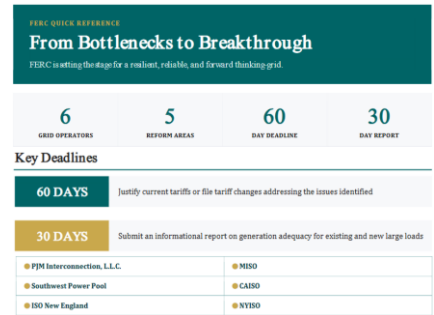 FERC QUICK REFERENCE
From Bottlenecks to Breakthrough
FERC is setting the stage for a resilient, reliable, and forward thinking-grid.
6
GRID OPERATORS
5
REFORM AREAS
60
DAY DEADLINE
30
DAY REPORT
Key Deadlines
60 DAYS
Justify current tariffs or file tariff changes addressing the issues identified
30 DAYS
Submit an informational report on generation adequacy for existing and new large loads
PJM Interconnection, L.L.C.
MISO
Southwest Power Pool
CAISO
ISO New England
NYISO